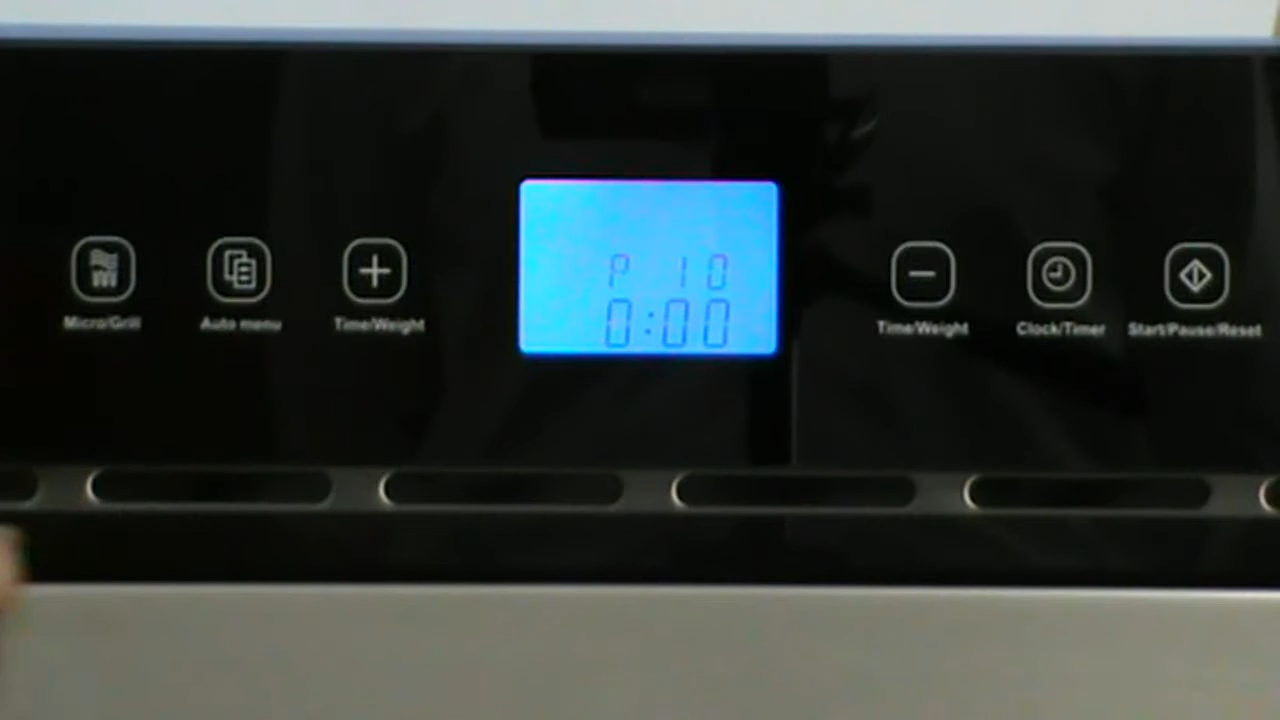 P 10
0:00
Micro/Grill
Auto menu
Time/Weight
Time/Weight
Clock/Timer
Start/Pause/Reset